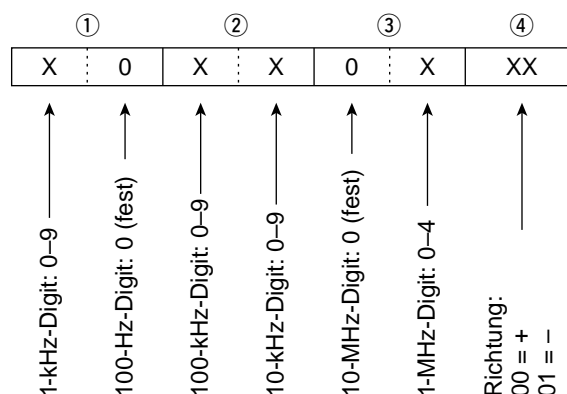 ① ② ③ ④
X 0 X X 0 X XX
1-kHz-Digit: 0–9
100-Hz-Digit: 0 (fest)
100-kHz-Digit: 0–9
10-kHz-Digit: 0–9
10-MHz-Digit: 0 (fest)
1-MHz-Digit: 0–4
Richtung:
00 = +
01 = –